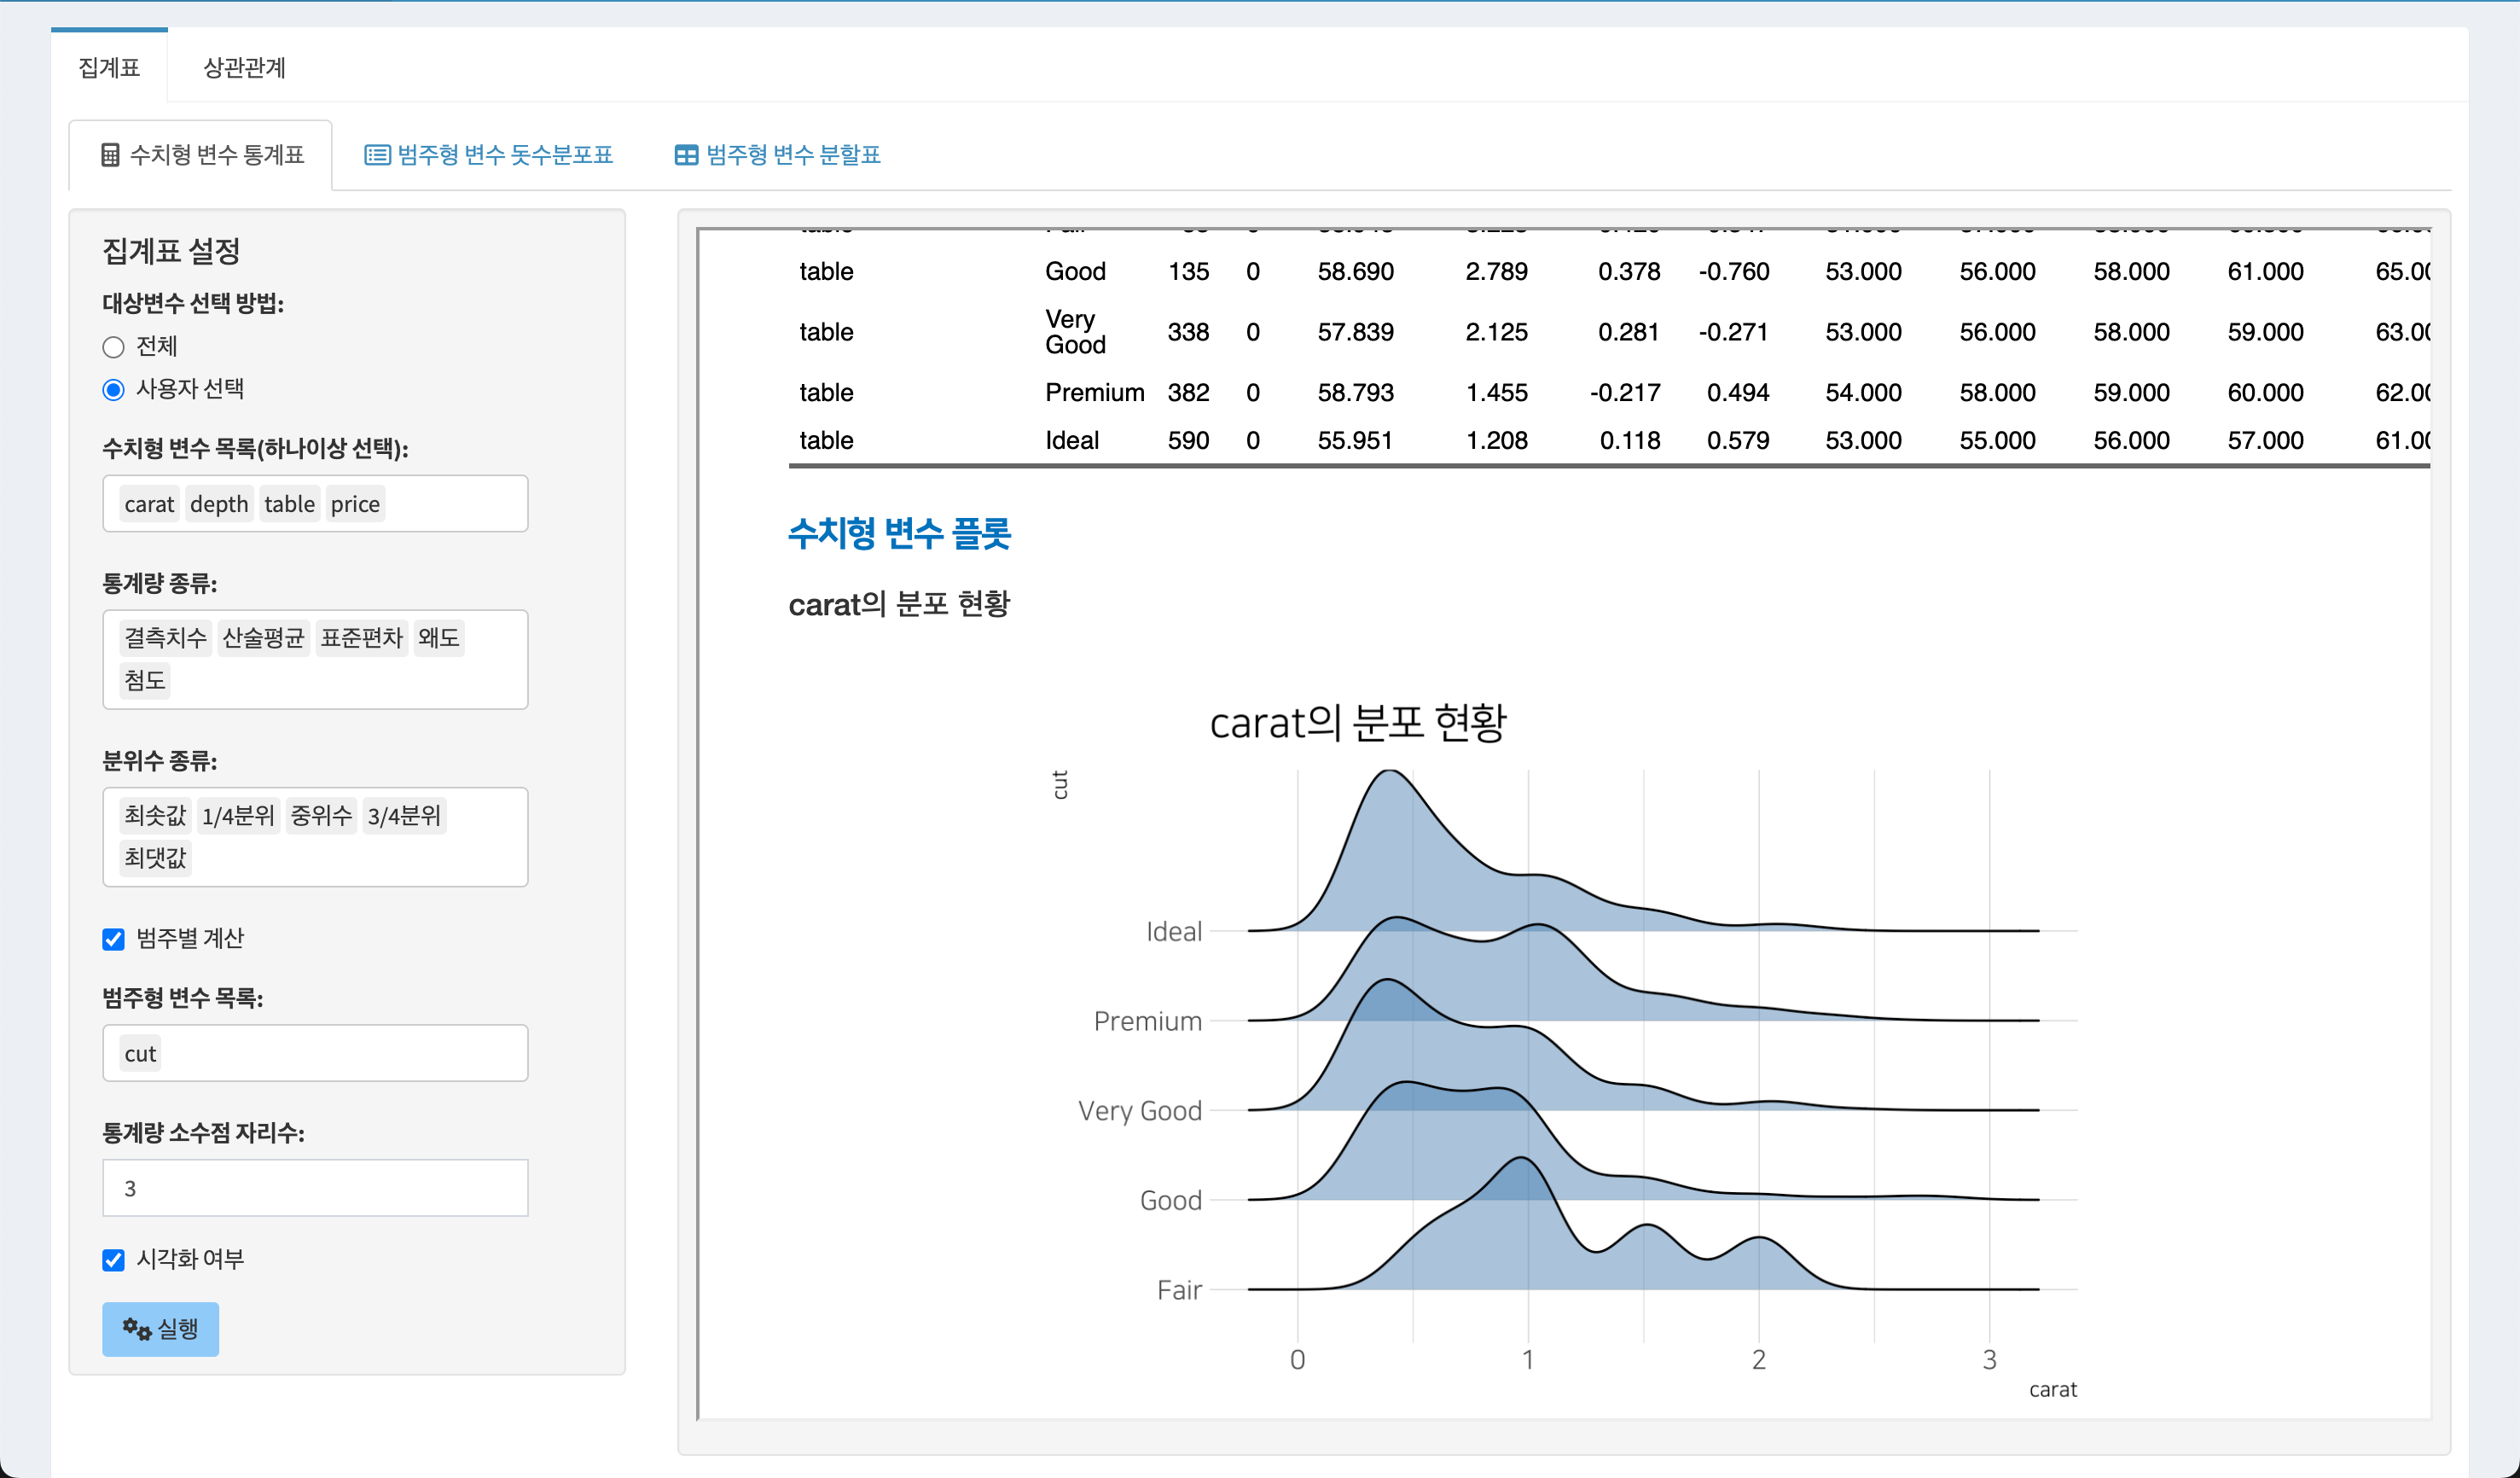 집계표 상관관계
수치형 변수 통계표 범주형 변수 돗수분포표 범주형 변수 분할표
집계표 설정
대상변수 선택 방법:
전체
사용자 선택
수치형 변수 목록(하나이상 선택):
carat depth table price
통계량 종류:
결측치수 산술평균 표준편차 왜도
첨도
분위수 종류:
최솟값 1/4분위 중위수 3/4분위
최댓값
범주별 계산
범주형 변수 목록:
cut
통계량 소수점 자리수:
3
시각화 여부
실행
table Good 135 0 58.690 2.789 0.378 -0.760 53.000 56.000 58.000 61.000 65.00
table Very Good 338 0 57.839 2.125 0.281 -0.271 53.000 56.000 58.000 59.000 63.00
table Premium 382 0 58.793 1.455 -0.217 0.494 54.000 58.000 59.000 60.000 62.00
table Ideal 590 0 55.951 1.208 0.118 0.579 53.000 55.000 56.000 57.000 61.00
수치형 변수 플롯
carat의 분포 현황
carat의 분포 현황
cut
Ideal
Premium
Very Good
Good
Fair
0 1 2 3
carat